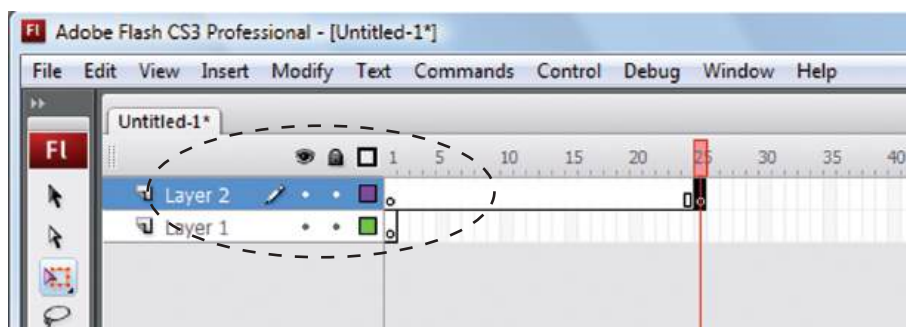 Fl Adobe Flash CS3 Professional - [Untitled-1*]
File Edit View Insert Modify Text Commands Control Debug Window Help
Untitled-1*
Fl
1 5 10 15 20 25 30 35 40
Layer 2
Layer 1